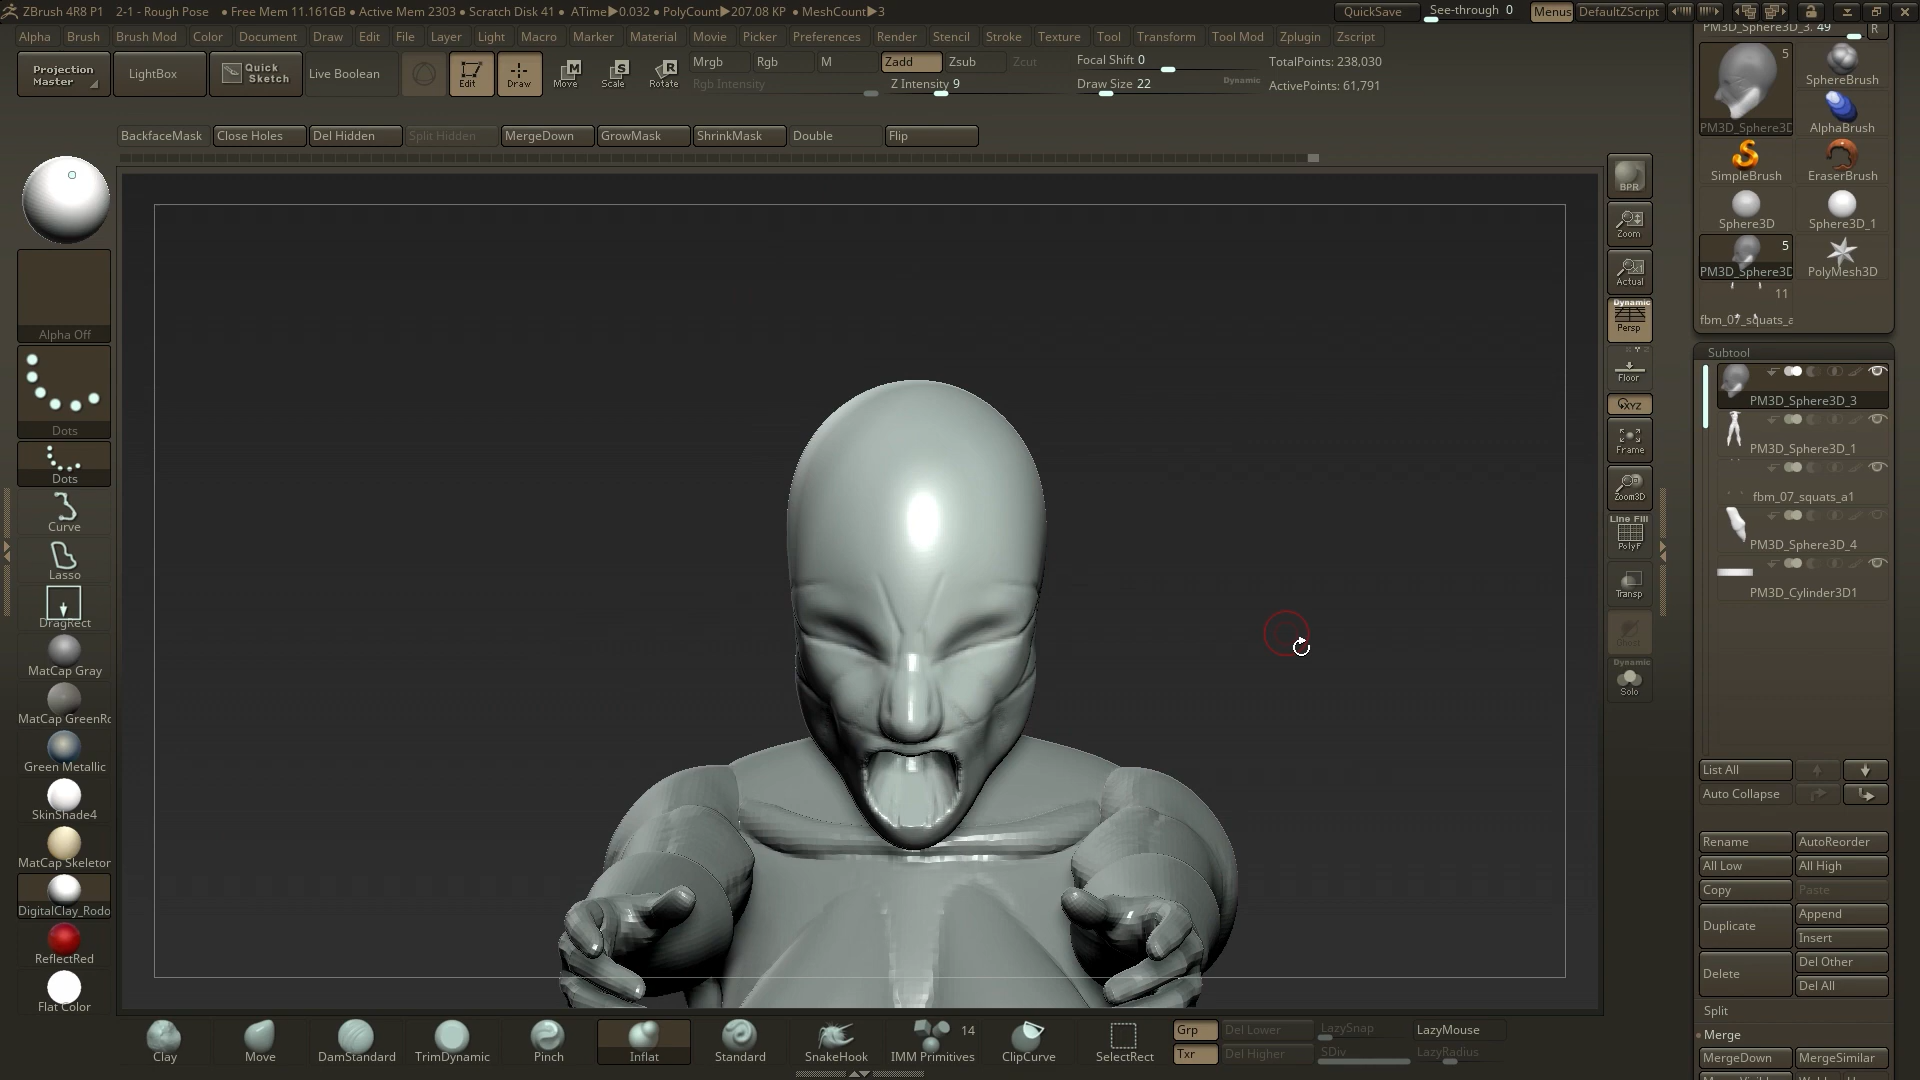 ZBrush 4R8 P1 2-1 - Rough Pose • Free Mem 11.161GB • Active Mem 2303 • Scratch Disk 41 • ATime▶0.032 • PolyCount▶207.08 KP • MeshCount▶3 QuickSave See-through 0 Menus DefaultZScript
Alpha Brush Brush Mod Color Document Draw Edit File Layer Light Macro Marker Material Movie Picker Preferences Render Stencil Stroke Texture Tool Tool Mod Transform Zplugin Zscript
Projection Master
LightBox
Quick Sketch
Live Boolean
Edit
Draw
Move
Scale
Rotate
Mrgb Rgb M Zadd Zsub Zcut
Rgb Intensity Z Intensity 9
Focal Shift 0
Draw Size 22 Dynamic
TotalPoints: 238,030
ActivePoints: 61,791
BackfaceMask Close Holes Del Hidden Split Hidden MergeDown GrowMask ShrinkMask Double Flip
Alpha Off
Dots
Dots
Curve
Lasso
DragRect
MatCap Gray
MatCap GreenRo
Green Metallic
SkinShade4
MatCap Skeletor
DigitalClay_Rodo
ReflectRed
Flat Color
BPR
Zoom
Actual
Dynamic
Persp
Floor
XYZ
Frame
Zoom3D
Line Fill
PolyF
Transp
Ghost
Dynamic
Solo
PM3D_Sphere3D_3. 49 R
5
PM3D_Sphere3D
SphereBrush
AlphaBrush
SimpleBrush EraserBrush
Sphere3D Sphere3D_1
5
PM3D_Sphere3D PolyMesh3D
11
fbm_07_squats_a
Subtool
PM3D_Sphere3D_3
PM3D_Sphere3D_1
fbm_07_squats_a1
PM3D_Sphere3D_4
PM3D_Cylinder3D1
List All
Auto Collapse
Rename AutoReorder
All Low All High
Copy Paste
Duplicate Append
Insert
Delete Del Other
Del All
Split
Merge
MergeDown MergeSimilar
Clay Move DamStandard TrimDynamic Pinch Inflat Standard SnakeHook IMM Primitives 14 ClipCurve SelectRect
Grp Del Lower LazySnap LazyMouse
Txr Del Higher SDiv LazyRadius